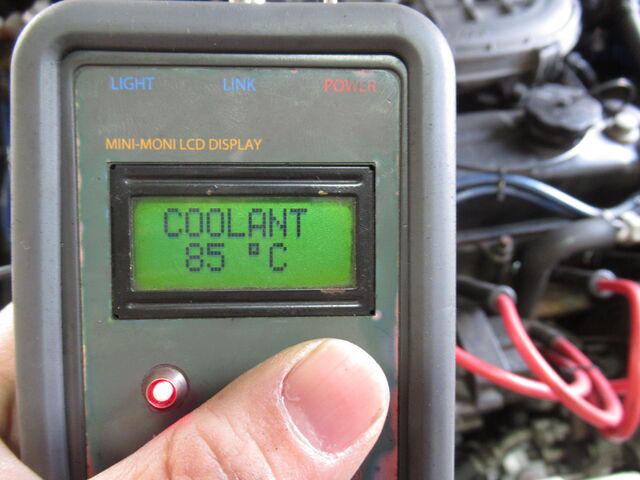 LIGHT LINK POWER
MINI-MONI LCD DISPLAY
COOLANT
85 °C